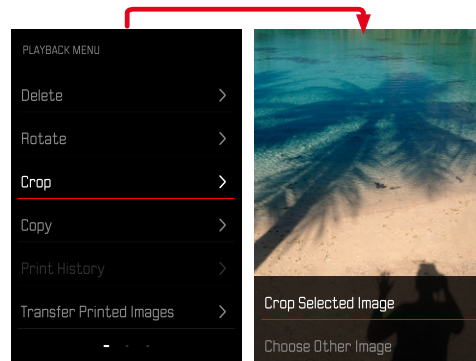 PLAYBACK MENU
Delete
Rotate
Crop
Copy
Print History
Transfer Printed Images
Crop Selected Image
Choose Other Image